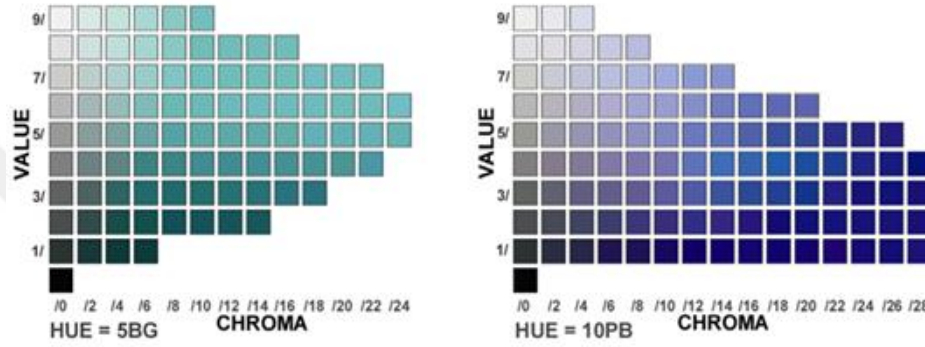 9/
7/
VALUE
5/
3/
1/
/0 /2 /4 /6 /8 /10 /12 /14 /16 /18 /20 /22 /24
HUE = 5BG CHROMA
9/
7/
VALUE
5/
3/
1/
/0 /2 /4 /6 /8 /10 /12 /14 /16 /18 /20 /22 /24 /26 /28
HUE = 10PB CHROMA